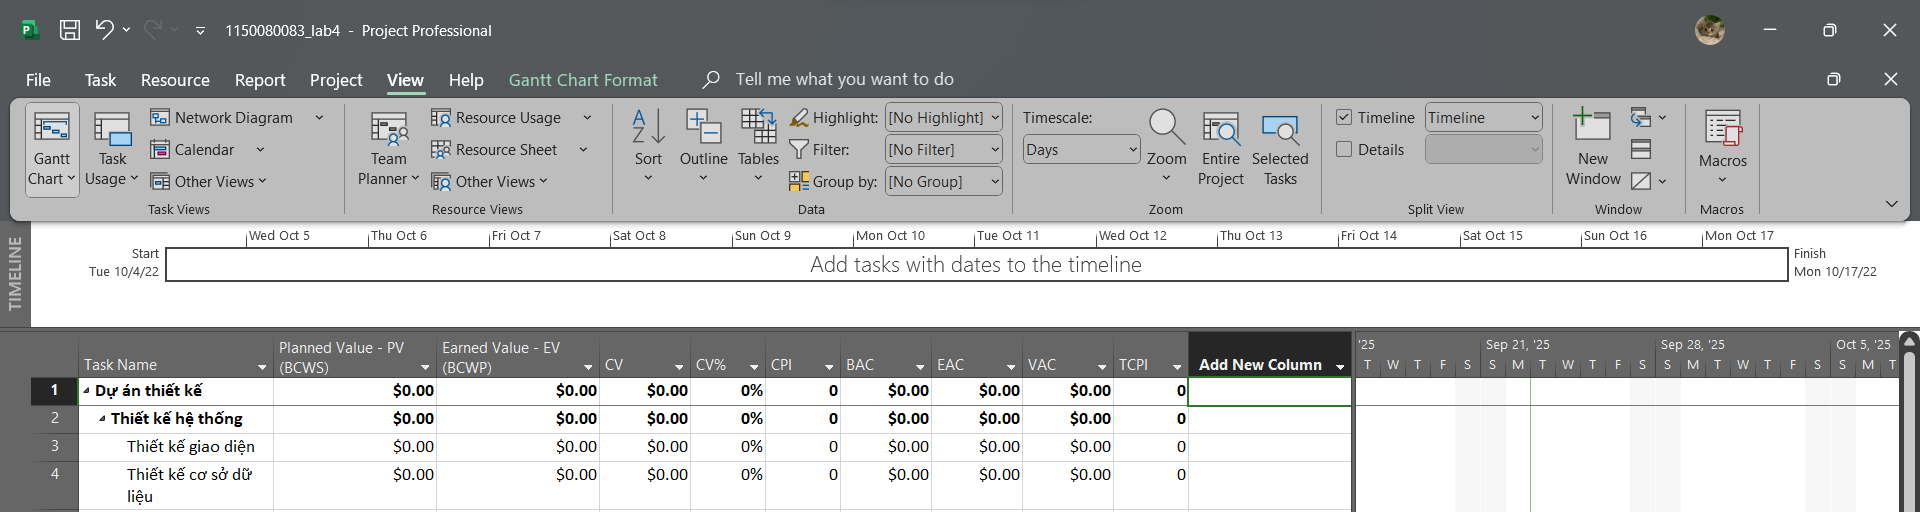 1150080083_lab4 - Project Professional
File Task Resource Report Project View Help Gantt Chart Format Tell me what you want to do
Gantt Chart
Task Usage
Network Diagram
Calendar
Other Views
Task Views
Team Planner
Resource Usage
Resource Sheet
Other Views
Resource Views
Sort
Outline
Tables
Highlight: [No Highlight]
Filter: [No Filter]
Group by: [No Group]
Data
Timescale:
Days
Zoom
Entire Project
Selected Tasks
Zoom
Timeline Timeline
Details
Split View
New Window
Window
Macros
Macros
TIMELINE
Wed Oct 5 Thu Oct 6 Fri Oct 7 Sat Oct 8 Sun Oct 9 Mon Oct 10 Tue Oct 11 Wed Oct 12 Thu Oct 13 Fri Oct 14 Sat Oct 15 Sun Oct 16 Mon Oct 17
Start
Tue 10/4/22
Add tasks with dates to the timeline
Finish
Mon 10/17/22
Task Name Planned Value - PV (BCWS) Earned Value - EV (BCWP) CV CV% CPI BAC EAC VAC TCPI Add New Column
'25 Sep 21, '25 Sep 28, '25 Oct 5, '25
T W T F S S M T W T F S S M T W T F S S M T
1 Dự án thiết kế $0.00 $0.00 $0.00 0% 0 $0.00 $0.00 $0.00 0
2 Thiết kế hệ thống $0.00 $0.00 $0.00 0% 0 $0.00 $0.00 $0.00 0
3 Thiết kế giao diện $0.00 $0.00 $0.00 0% 0 $0.00 $0.00 $0.00 0
4 Thiết kế cơ sở dữ $0.00 $0.00 $0.00 0% 0 $0.00 $0.00 $0.00 0
liệu